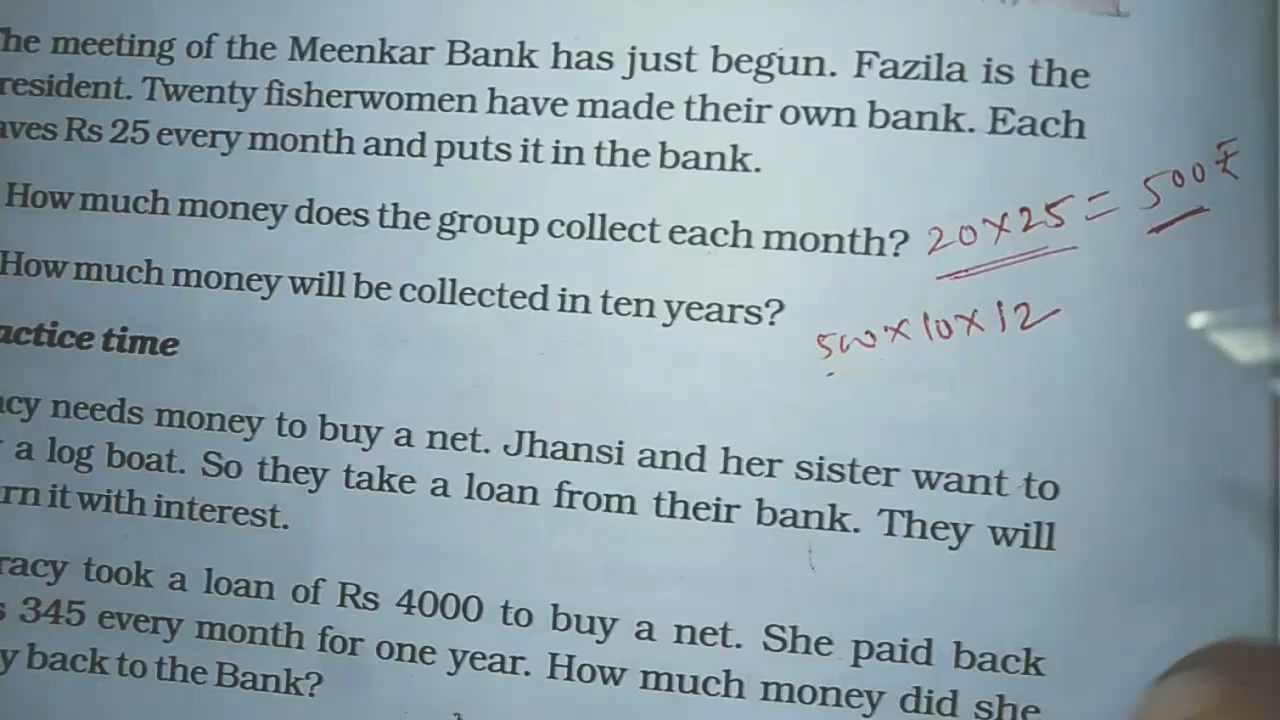 he meeting of the Meenkar Bank has just begun. Fazila is the
resident. Twenty fisherwomen have made their own bank. Each
aves Rs 25 every month and puts it in the bank.
How much money does the group collect each month? 20×25 = 500₹
How much money will be collected in ten years?
500×10×12
actice time
acy needs money to buy a net. Jhansi and her sister want to
a log boat. So they take a loan from their bank. They will
rn it with interest.
racy took a loan of Rs 4000 to buy a net. She paid back
s 345 every month for one year. How much money did she
y back to the Bank?